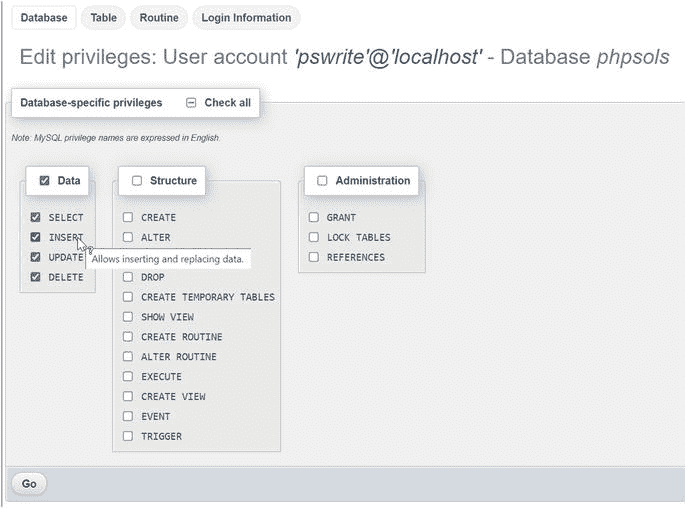 Database Table Routine Login Information
Edit privileges: User account 'pswrite'@'localhost' - Database phpsols
Database-specific privileges Check all
Note: MySQL privilege names are expressed in English.
Data Structure Administration
SELECT CREATE GRANT
INSERT ALTER LOCK TABLES
UPDATE Allows inserting and replacing data. REFERENCES
DELETE DROP
CREATE TEMPORARY TABLES
SHOW VIEW
CREATE ROUTINE
ALTER ROUTINE
EXECUTE
CREATE VIEW
EVENT
TRIGGER
Go